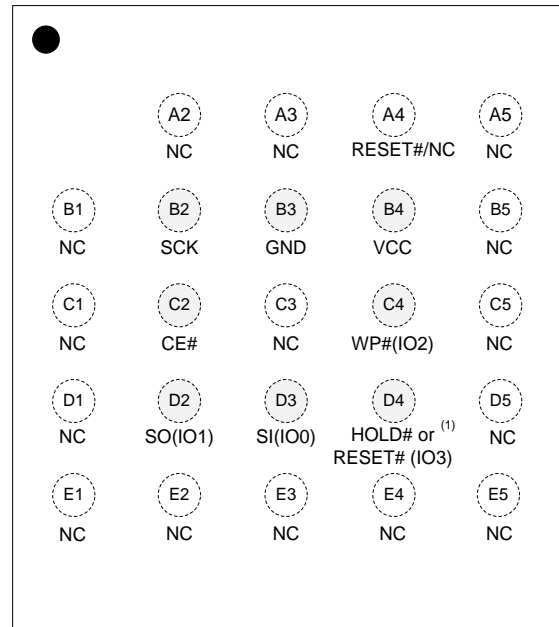 A2 A3 A4 A5
NC NC RESET#/NC NC
B1 B2 B3 B4 B5
NC SCK GND VCC NC
C1 C2 C3 C4 C5
NC CE# NC WP#(IO2) NC
D1 D2 D3 D4 D5
NC SO(IO1) SI(IO0) HOLD# or (1) NC
RESET# (IO3)
E1 E2 E3 E4 E5
NC NC NC NC NC